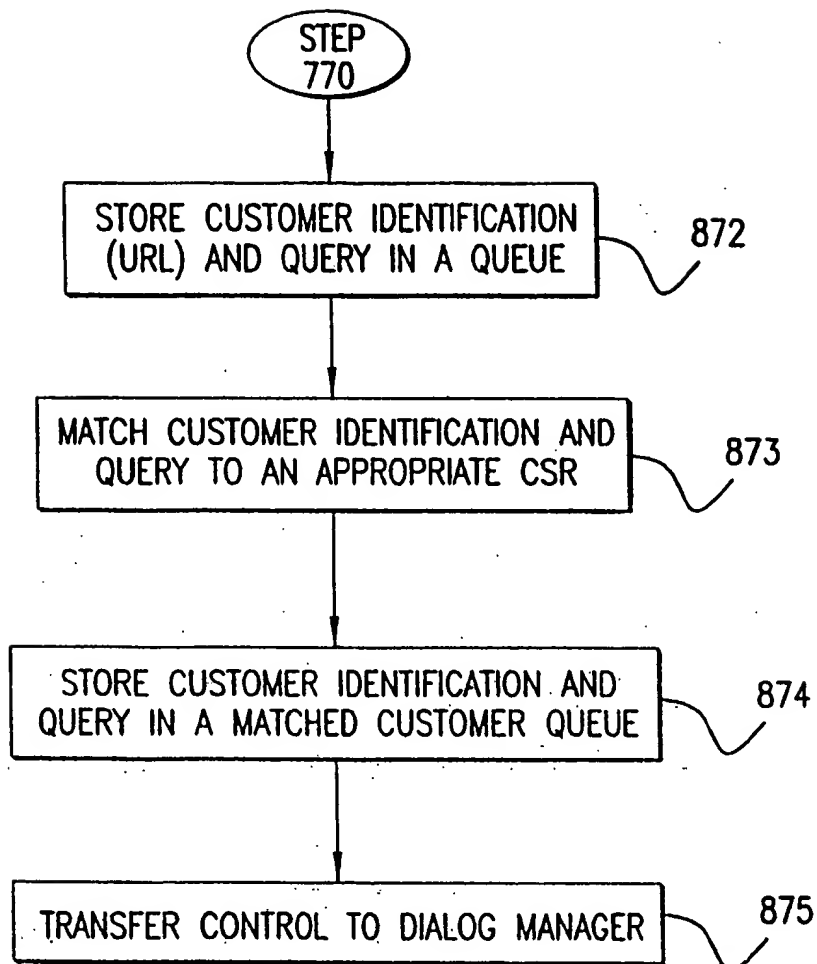 STEP
770
STORE CUSTOMER IDENTIFICATION
(URL) AND QUERY IN A QUEUE
872
MATCH CUSTOMER IDENTIFICATION AND
QUERY TO AN APPROPRIATE CSR
873
STORE CUSTOMER IDENTIFICATION AND
QUERY IN A MATCHED CUSTOMER QUEUE
874
TRANSFER CONTROL TO DIALOG MANAGER
875